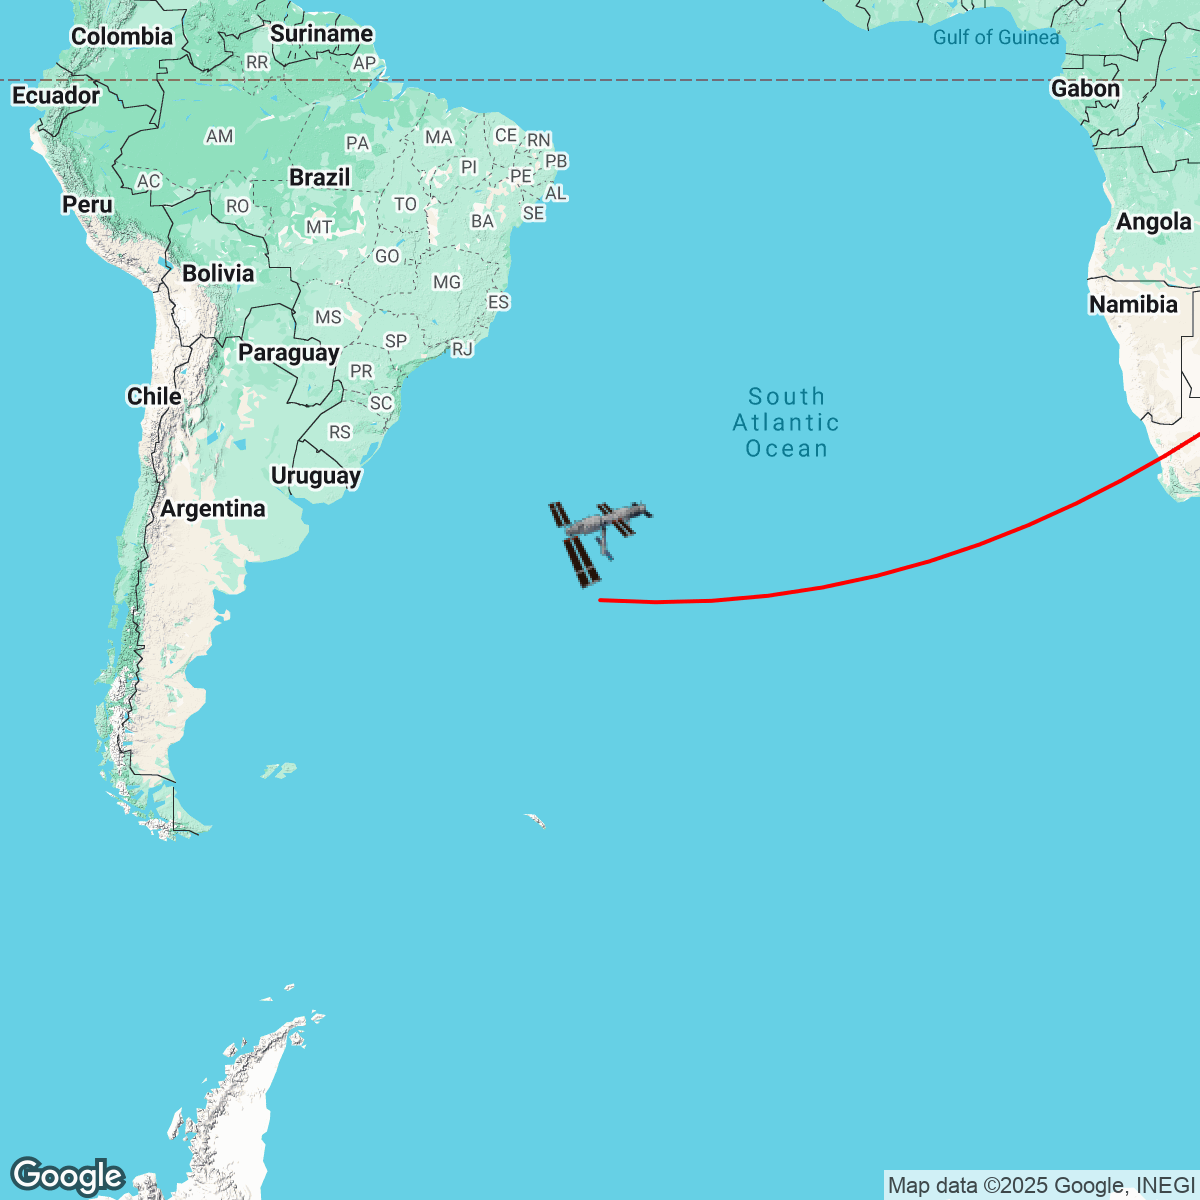 Colombia
Suriname
Gulf of Guinea
RR
AP
Ecuador
Gabon
AM
PA
MA
CE
RN
PI
PB
Brazil
PE
AC
TO
AL
Peru
RO
BA
SE
MT
Angola
GO
Bolivia
MG
ES
Namibia
MS
SP
RJ
Paraguay
PR
Chile
SC
South
Atlantic
Ocean
RS
Uruguay
Argentina
Google
Map data ©2025 Google, INEGI